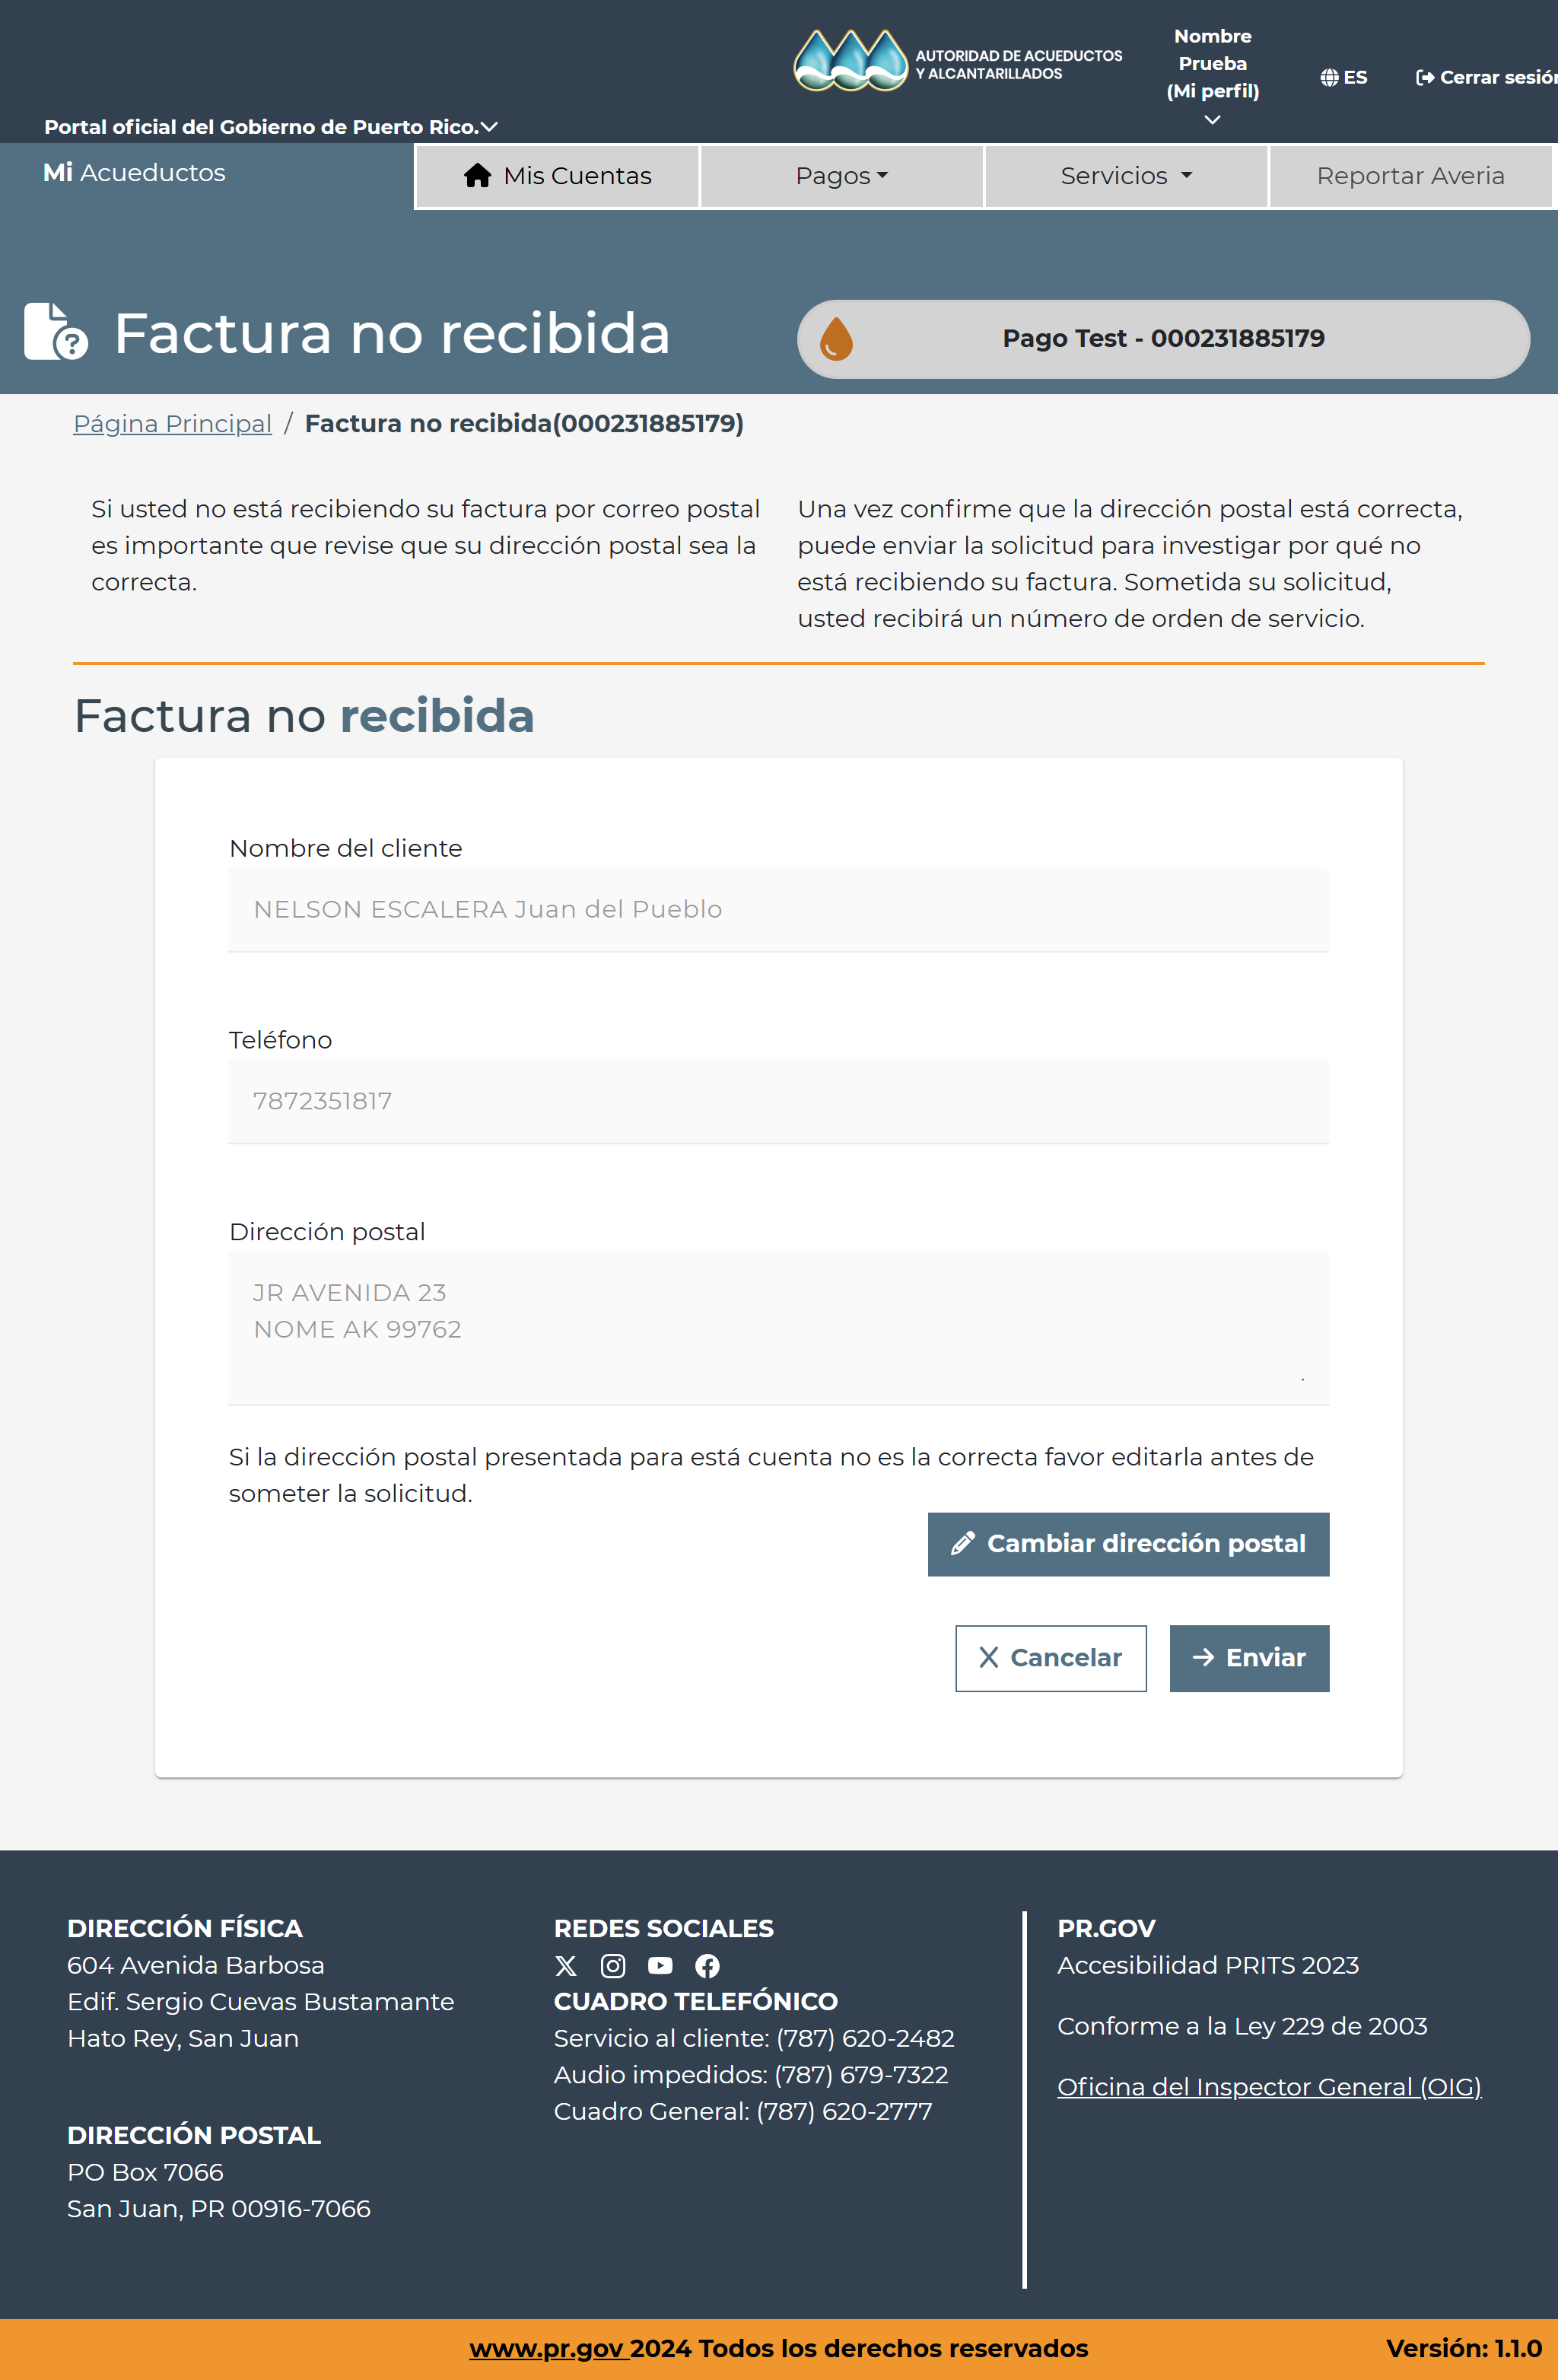 AUTORIDAD DE ACUEDUCTOS
Y ALCANTARILLADOS
Nombre
Prueba
(Mi perfil)
ES
Cerrar sesión
Portal oficial del Gobierno de Puerto Rico.
Mi Acueductos
Mis Cuentas
Pagos
Servicios
Reportar Averia
Factura no recibida
Pago Test - 000231885179
Página Principal / Factura no recibida(000231885179)
Si usted no está recibiendo su factura por correo postal
es importante que revise que su dirección postal sea la
correcta.
Una vez confirme que la dirección postal está correcta,
puede enviar la solicitud para investigar por qué no
está recibiendo su factura. Sometida su solicitud,
usted recibirá un número de orden de servicio.
Factura no recibida
Nombre del cliente
NELSON ESCALERA Juan del Pueblo
Teléfono
7872351817
Dirección postal
JR AVENIDA 23
NOME AK 99762
Si la dirección postal presentada para está cuenta no es la correcta favor editarla antes de
someter la solicitud.
Cambiar dirección postal
Cancelar
Enviar
DIRECCIÓN FÍSICA
604 Avenida Barbosa
Edif. Sergio Cuevas Bustamante
Hato Rey, San Juan
DIRECCIÓN POSTAL
PO Box 7066
San Juan, PR 00916-7066
REDES SOCIALES
CUADRO TELEFÓNICO
Servicio al cliente: (787) 620-2482
Audio impedidos: (787) 679-7322
Cuadro General: (787) 620-2777
PR.GOV
Accesibilidad PRITS 2023
Conforme a la Ley 229 de 2003
Oficina del Inspector General (OIG)
www.pr.gov 2024 Todos los derechos reservados
Versión: 1.1.0